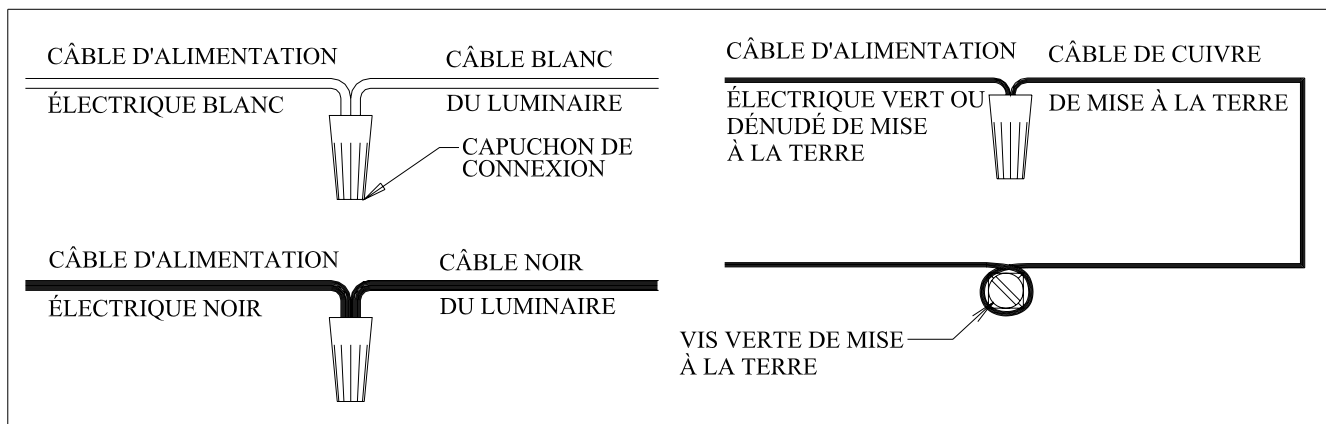 CÂBLE D'ALIMENTATION
ÉLECTRIQUE BLANC
CÂBLE BLANC
DU LUMINAIRE
CAPUCHON DE
CONNEXION
CÂBLE D'ALIMENTATION
ÉLECTRIQUE NOIR
CÂBLE NOIR
DU LUMINAIRE
CÂBLE D'ALIMENTATION
ÉLECTRIQUE VERT OU
DÉNUDÉ DE MISE
À LA TERRE
CÂBLE DE CUIVRE
DE MISE À LA TERRE
VIS VERTE DE MISE
À LA TERRE